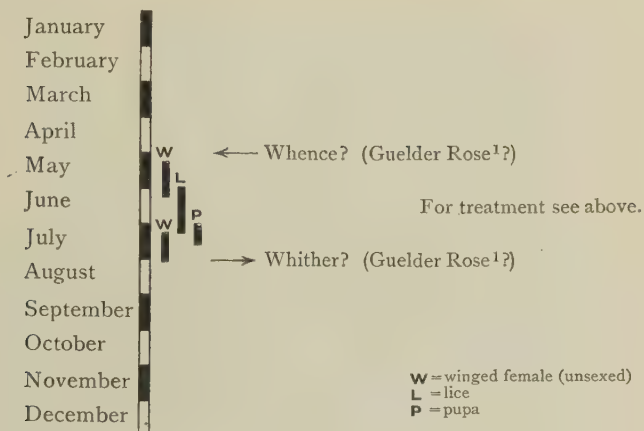 January
February
March
April
W
← Whence? (Guelder Rose¹?)
May
L
June
For treatment see above.
P
W
July
→ Whither? (Guelder Rose¹?)
August
September
October
November
W = winged female (unsexed)
L = lice
P = pupa
December